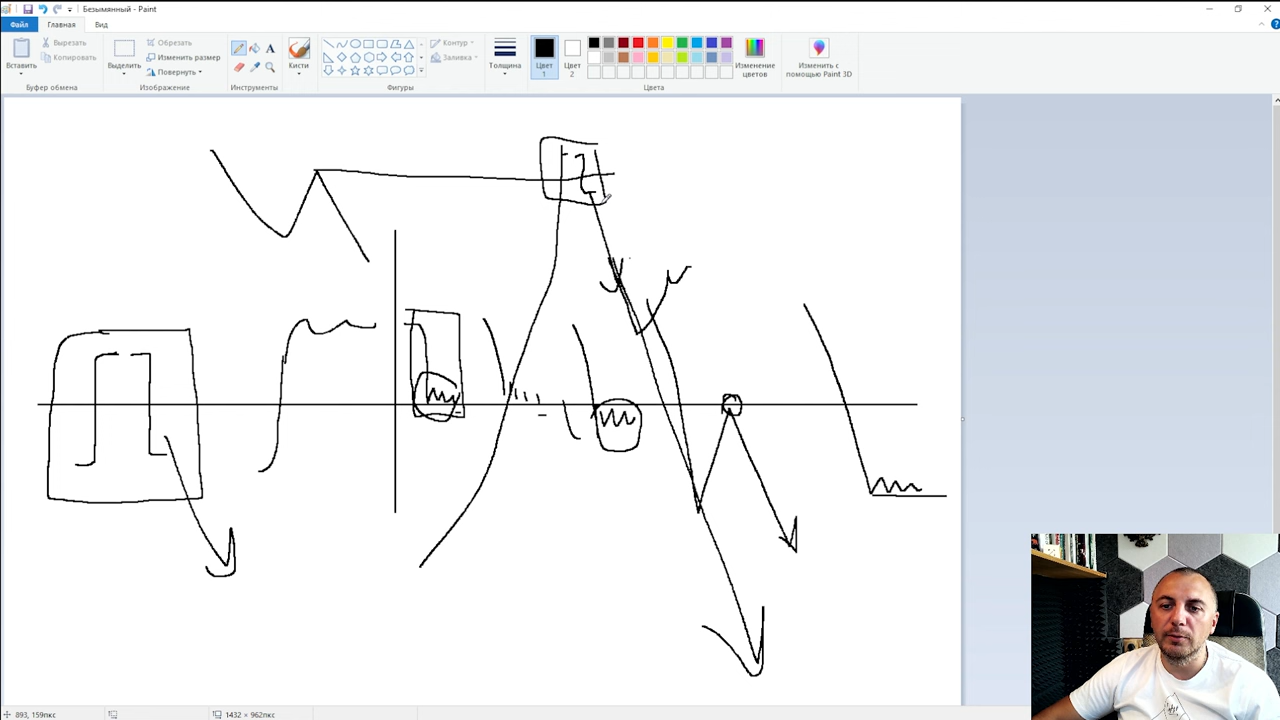 Безымянный - Paint
Файл Главная Вид
Вставить
Вырезать
Копировать
Буфер обмена
Выделить
Обрезать
Изменить размер
Повернуть
Изображение
A
Инструменты
Кисти
Контур
Заливка
Фигуры
Толщина
Цвет 1
Цвет 2
Изменение цветов
Цвета
Изменить с помощью Paint 3D
893, 159пкс
1432 × 962пкс